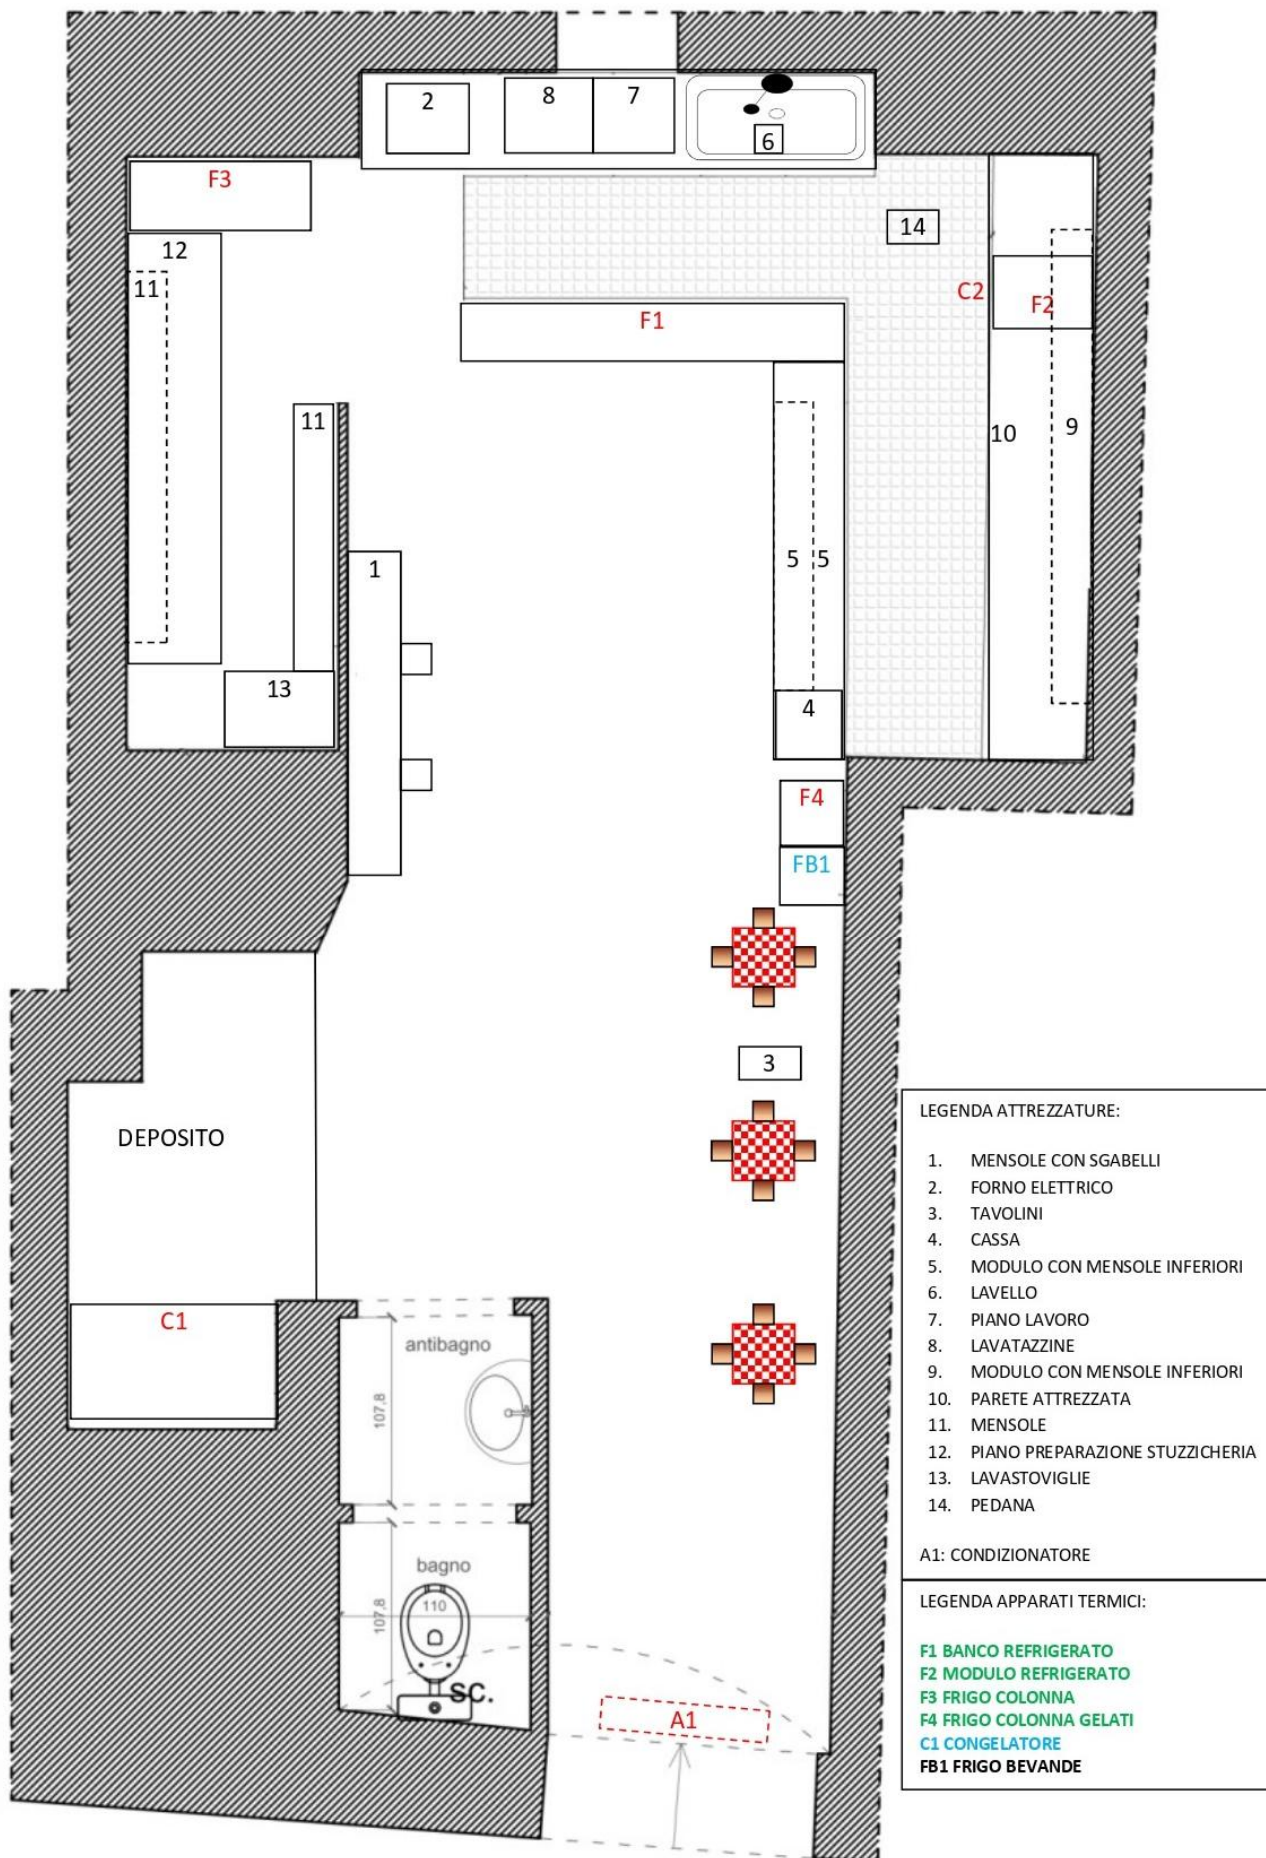 2
8
7
6
F3
12
11
14
C2
F2
F1
11
10
9
1
5
5
13
4
F4
FB1
3
DEPOSITO
C1
antibagno
107,8
bagno
110
107,8
SC.
A1
LEGENDA ATTREZZATURE:
1. MENSOLE CON SGABELLI
2. FORNO ELETTRICO
3. TAVOLINI
4. CASSA
5. MODULO CON MENSOLE INFERIORI
6. LAVELLO
7. PIANO LAVORO
8. LAVATAZZINE
9. MODULO CON MENSOLE INFERIORI
10. PARETE ATTREZZATA
11. MENSOLE
12. PIANO PREPARAZIONE STUZZICHERIA
13. LAVASTOVIGLIE
14. PEDANA
A1: CONDIZIONATORE
LEGENDA APPARATI TERMICI:
F1 BANCO REFRIGERATO
F2 MODULO REFRIGERATO
F3 FRIGO COLONNA
F4 FRIGO COLONNA GELATI
C1 CONGELATORE
FB1 FRIGO BEVANDE